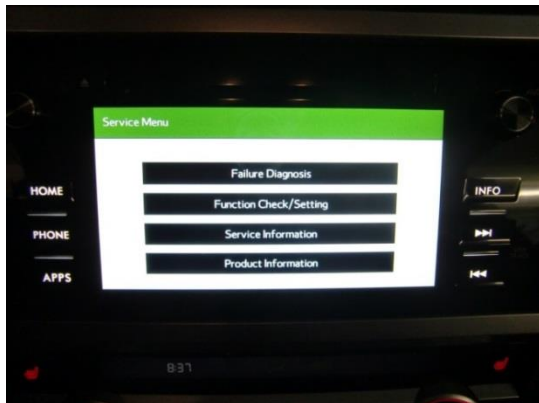 Service Menu
Failure Diagnosis
HOME
INFO
Function Check/Setting
PHONE
Service Information
Product Information
APPS
8:37